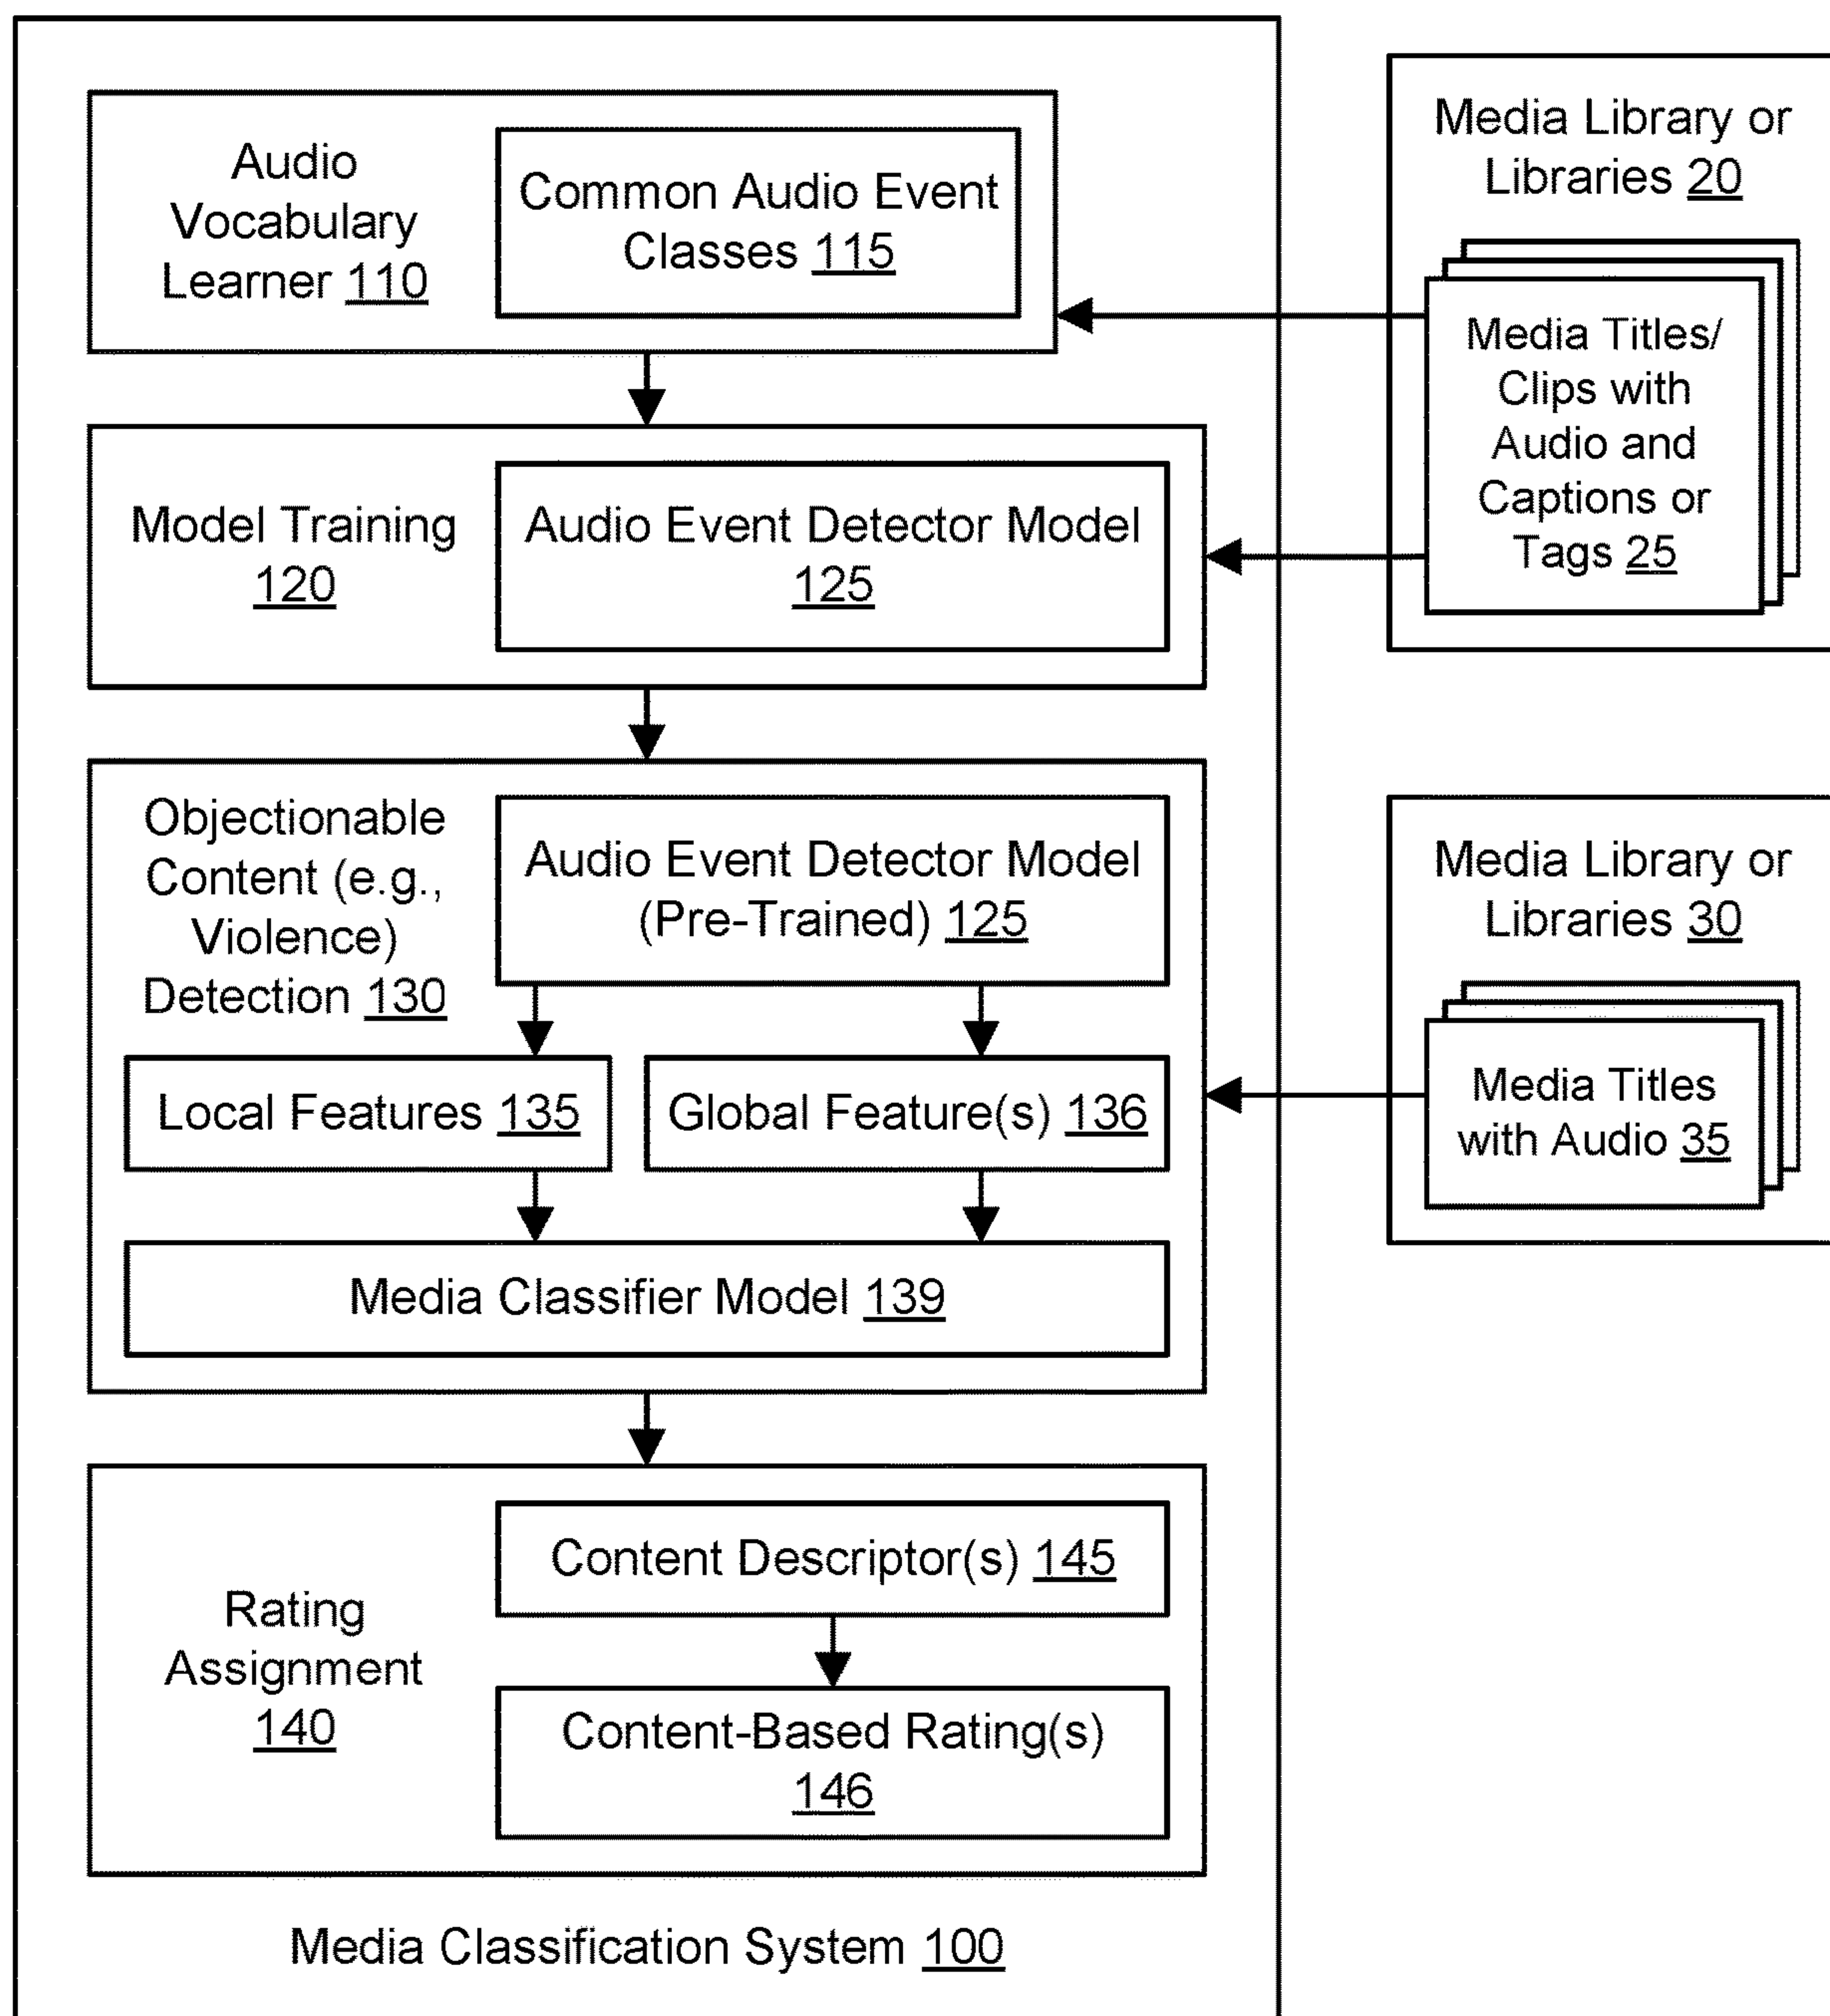 Audio
Vocabulary
Learner 110
Common Audio Event
Classes 115
Media Library or
Libraries 20
Media Titles/
Clips with
Audio and
Captions or
Tags 25
Model Training
120
Audio Event Detector Model
125
Objectionable
Content (e.g.,
Violence)
Detection 130
Audio Event Detector Model
(Pre-Trained) 125
Local Features 135
Global Feature(s) 136
Media Classifier Model 139
Media Library or
Libraries 30
Media Titles
with Audio 35
Rating
Assignment
140
Content Descriptor(s) 145
Content-Based Rating(s)
146
Media Classification System 100